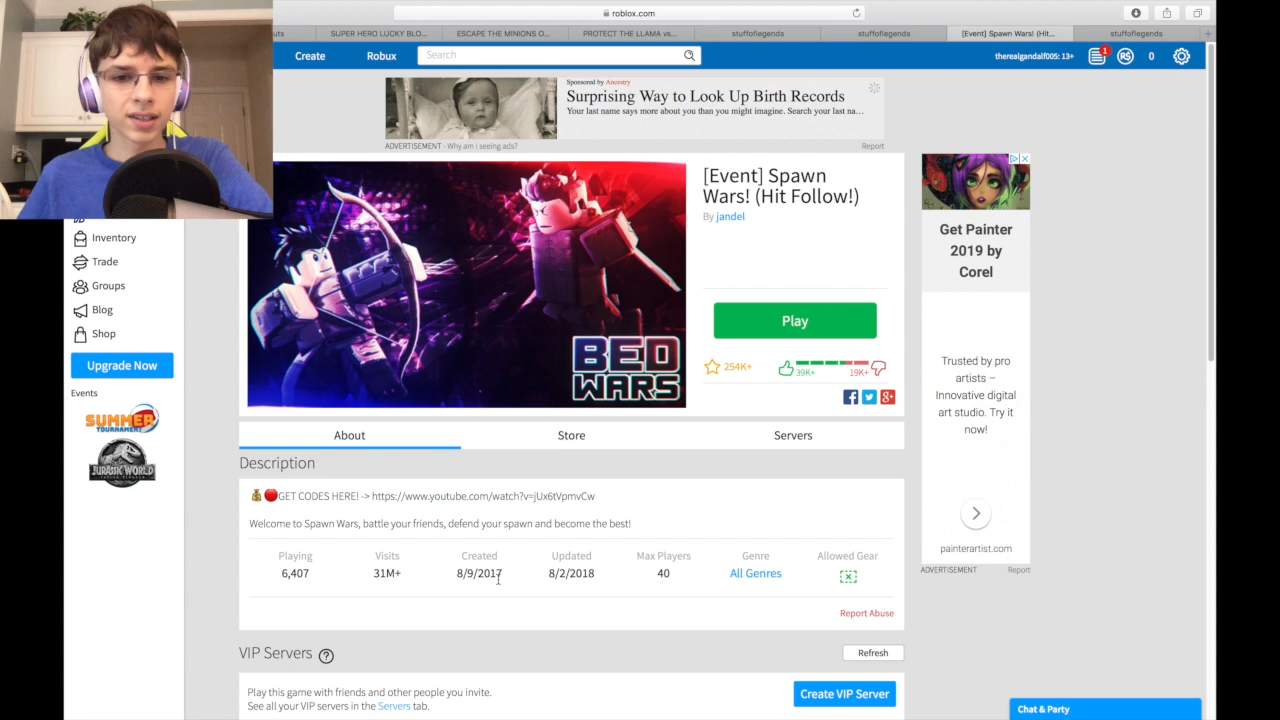 roblox.com
uts
SUPER HERO LUCKY BLO...
ESCAPE THE MINIONS O...
PROTECT THE LLAMA vs...
stuffoflegends
stuffoflegends
[Event] Spawn Wars! (Hit...
stuffoflegends
Create
Robux
Search
therealgandalf005: 13+
1
R$
0
Sponsored by Ancestry
Surprising Way to Look Up Birth Records
Your last name says more about you than you might imagine. Search your last na...
ADVERTISEMENT - Why am i seeing ads?
Report
[Event] Spawn
Wars! (Hit Follow!)
By jandel
Play
254K+
39K+
19K+
BED
WARS
Inventory
Trade
Groups
Blog
Shop
Upgrade Now
Events
SUMMER
TOURNAMENT
JURASSIC WORLD
Get Painter
2019 by
Corel
Trusted by pro
artists –
Innovative digital
art studio. Try it
now!
painterartist.com
ADVERTISEMENT
Report
About
Store
Servers
Description
💰🔴GET CODES HERE! -> https://www.youtube.com/watch?v=jUx6tVpmvCw
Welcome to Spawn Wars, battle your friends, defend your spawn and become the best!
Playing
Visits
Created
Updated
Max Players
Genre
Allowed Gear
6,407
31M+
8/9/2017
8/2/2018
40
All Genres
Report Abuse
VIP Servers
Refresh
Play this game with friends and other people you invite.
See all your VIP servers in the Servers tab.
Create VIP Server
Chat & Party